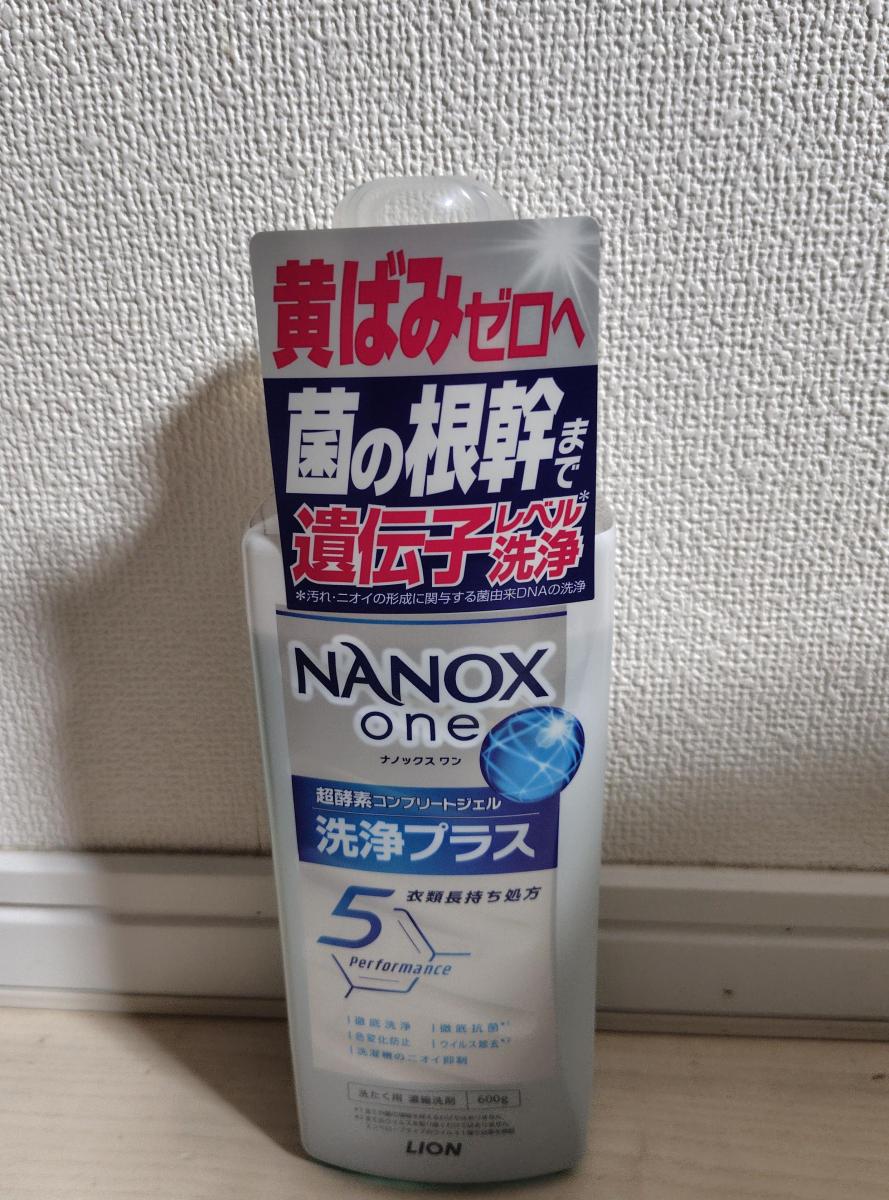 黄ばみゼロへ
菌の根幹まで
遺伝子レベル*洗浄
*汚れ・ニオイの形成に関与する菌由来DNAの洗浄
NANOX
one
ナノックス ワン
超酵素コンプリートジェル
洗浄プラス
5 衣類長持ち処方
Performance
徹底洗浄 徹底抗菌*1
色変化防止 ウイルス除去*2
洗濯機のニオイ抑制
洗たく用 濃縮洗剤 600g
LION